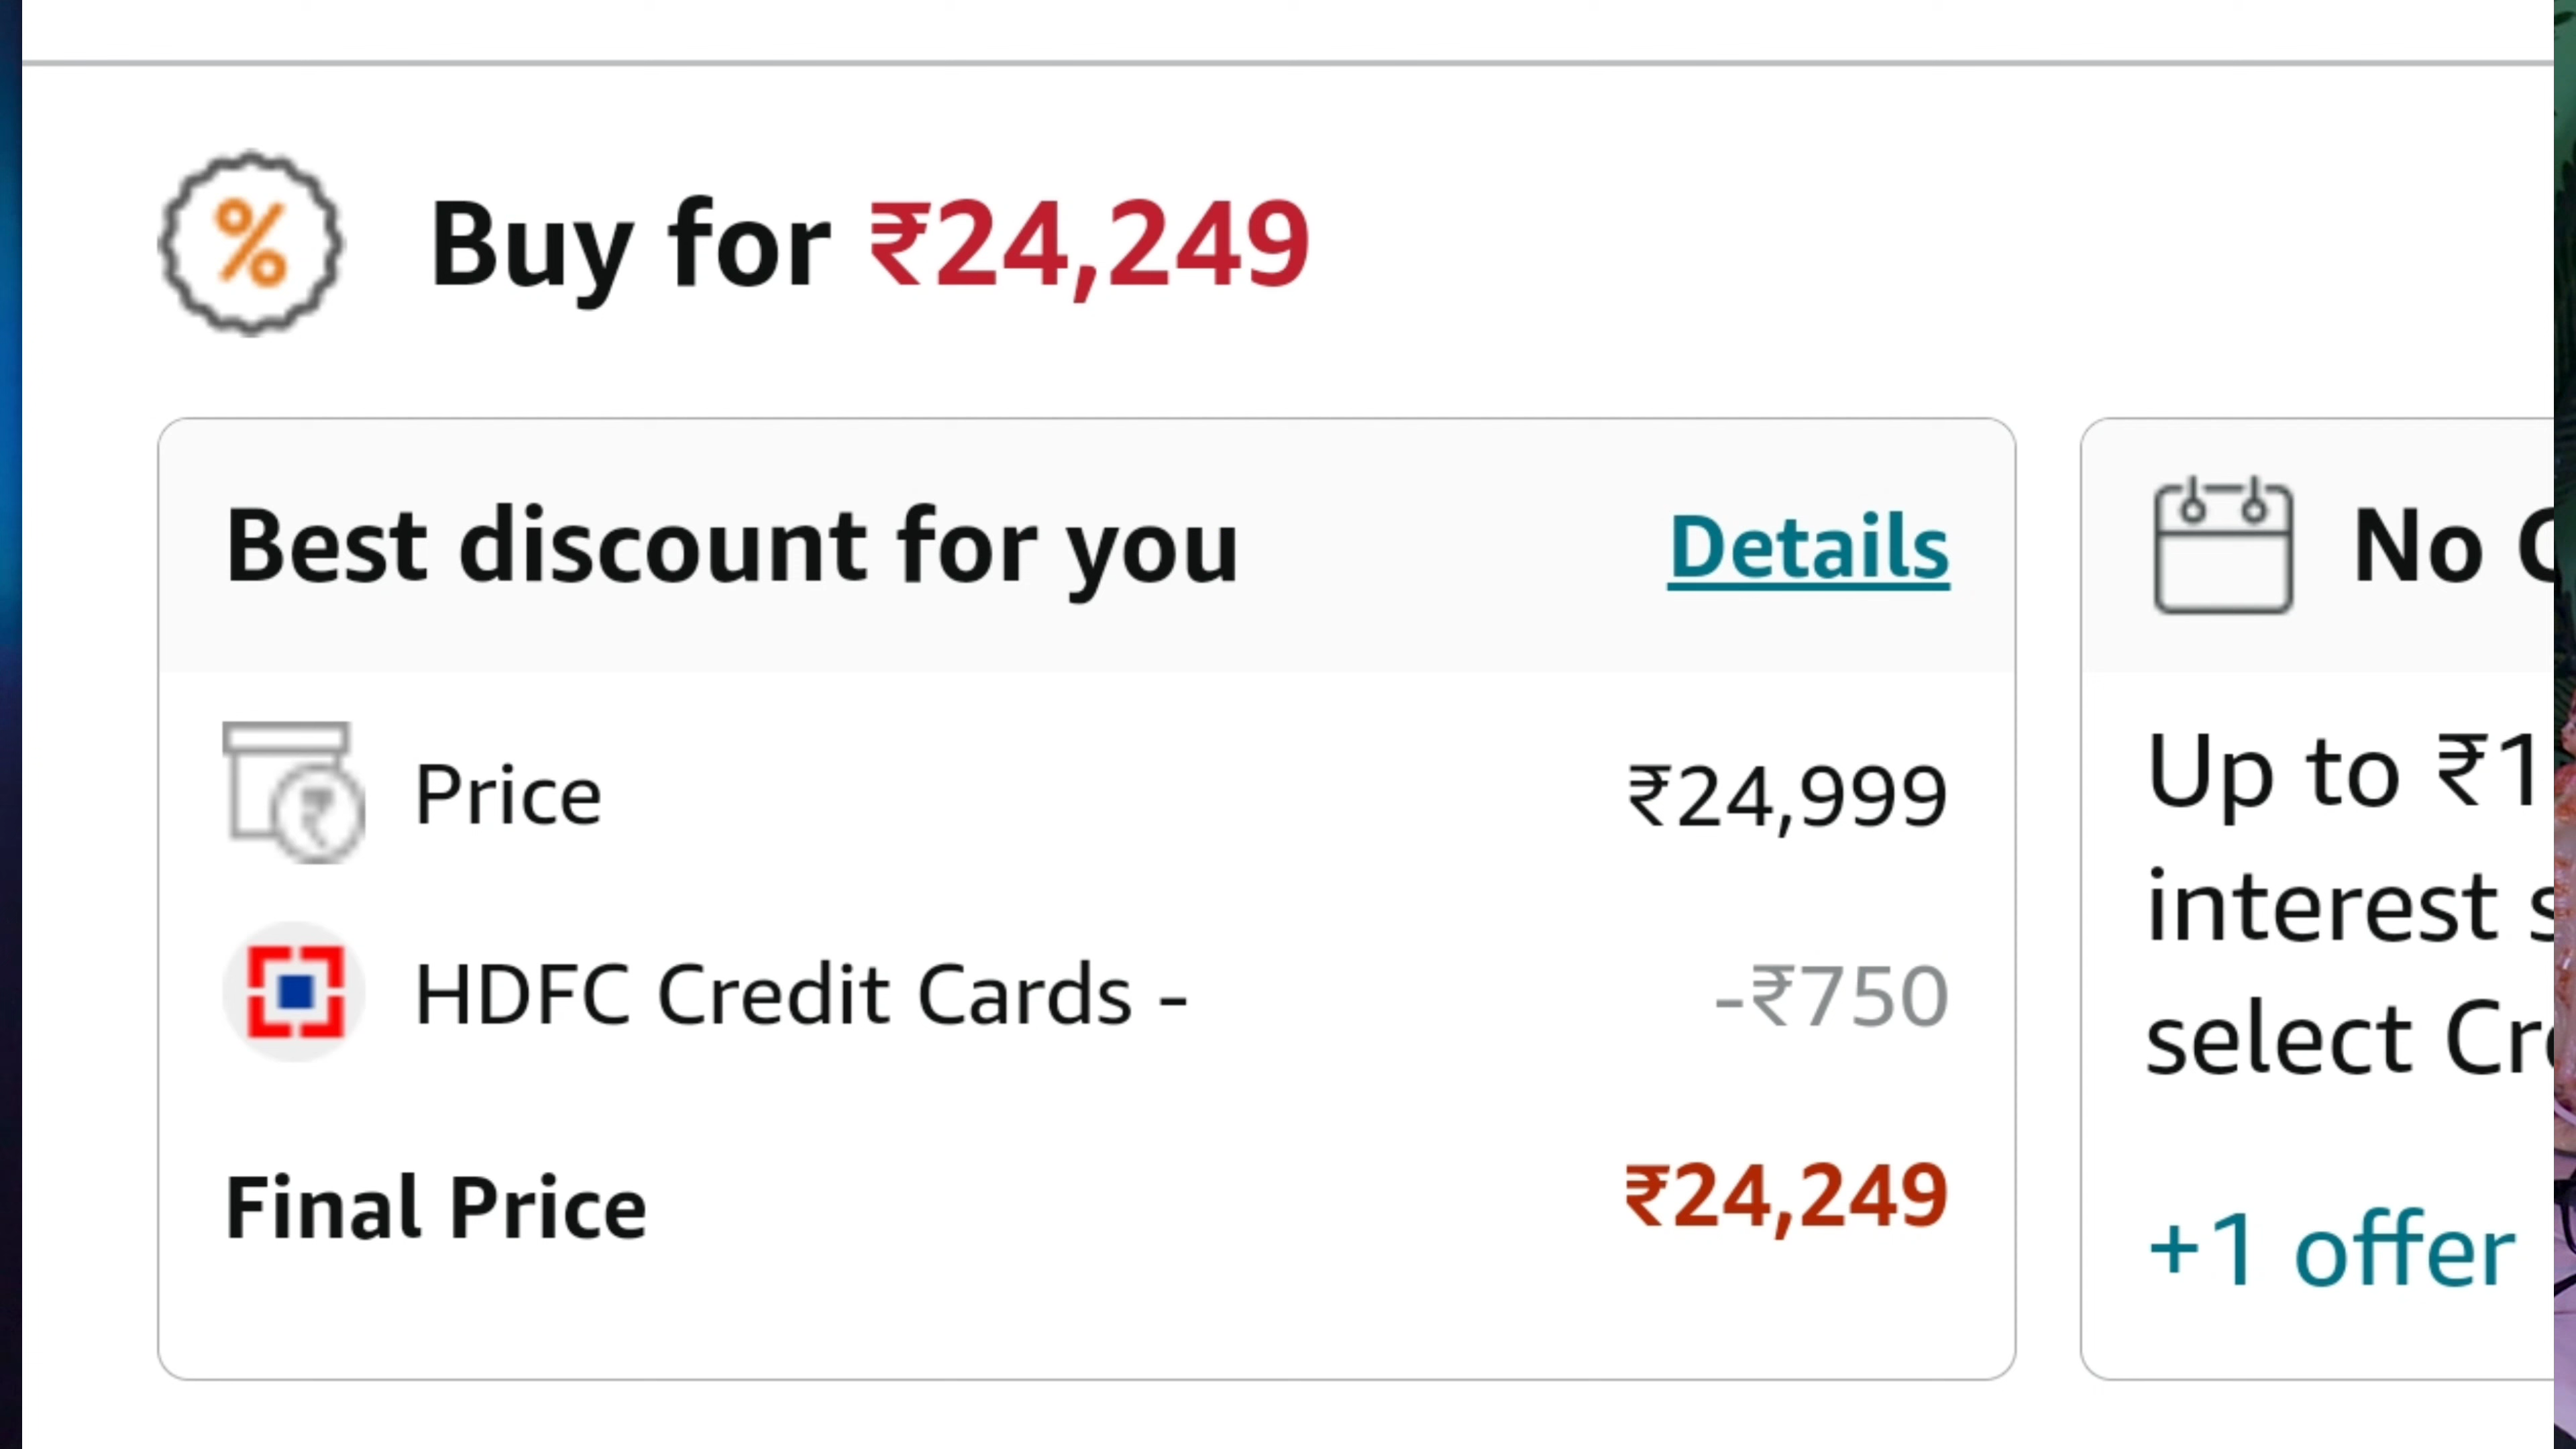 Buy for ₹24,249
Best discount for you
Details
Price
₹24,999
HDFC Credit Cards -
-₹750
Final Price
₹24,249
No
Up to ₹1
interest
select
+1 offer